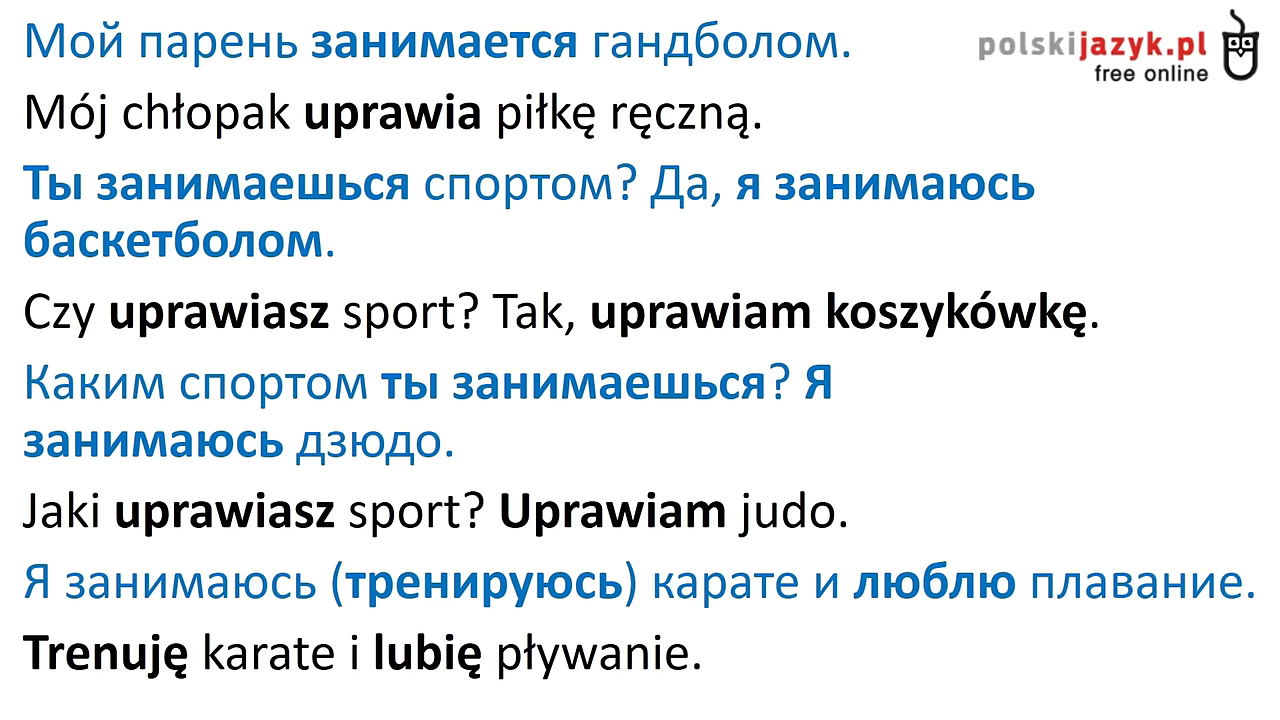 Мой парень занимается гандболом.
polskijazyk.pl
free online
Mój chłopak uprawia piłkę ręczną.
Ты занимаешься спортом? Да, я занимаюсь
баскетболом.
Czy uprawiasz sport? Tak, uprawiam koszykówkę.
Каким спортом ты занимаешься? Я
занимаюсь дзюдо.
Jaki uprawiasz sport? Uprawiam judo.
Я занимаюсь (тренируюсь) карате и люблю плавание.
Trenuję karate i lubię pływanie.